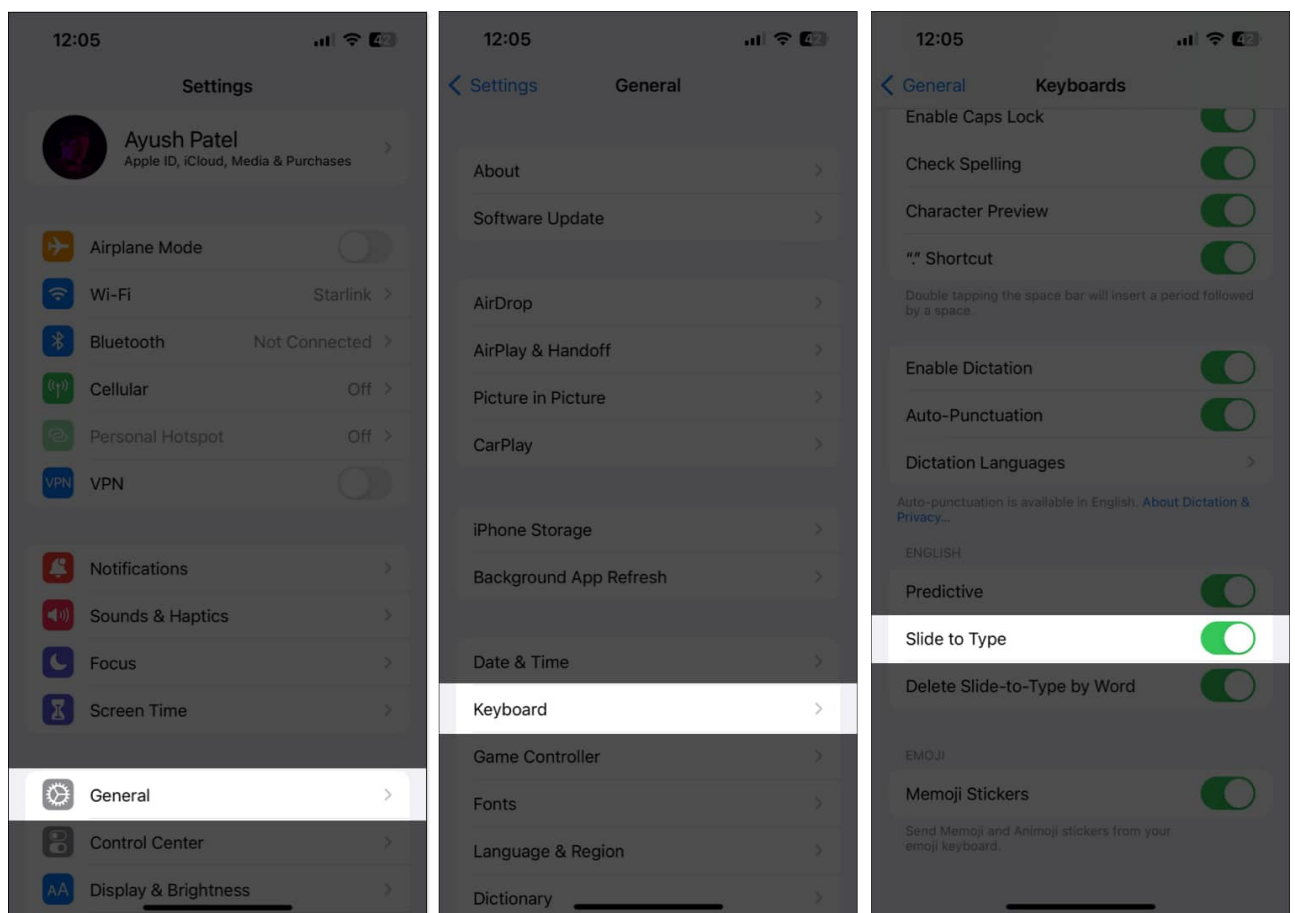 12:05
42
Settings
Ayush Patel
Apple ID, iCloud, Media & Purchases
Airplane Mode
Wi-Fi Starlink
Bluetooth Not Connected
Cellular Off
Personal Hotspot Off
VPN VPN
Notifications
Sounds & Haptics
Focus
Screen Time
General
Control Center
AA Display & Brightness
12:05
42
Settings General
About
Software Update
AirDrop
AirPlay & Handoff
Picture in Picture
CarPlay
iPhone Storage
Background App Refresh
Date & Time
Keyboard
Game Controller
Fonts
Language & Region
Dictionary
12:05
42
General Keyboards
Enable Caps Lock
Check Spelling
Character Preview
“.” Shortcut
Double tapping the space bar will insert a period followed
by a space.
Enable Dictation
Auto-Punctuation
Dictation Languages
Auto-punctuation is available in English. About Dictation &
Privacy...
ENGLISH
Predictive
Slide to Type
Delete Slide-to-Type by Word
EMOJI
Memoji Stickers
Send Memoji and Animoji stickers from your
emoji keyboard.